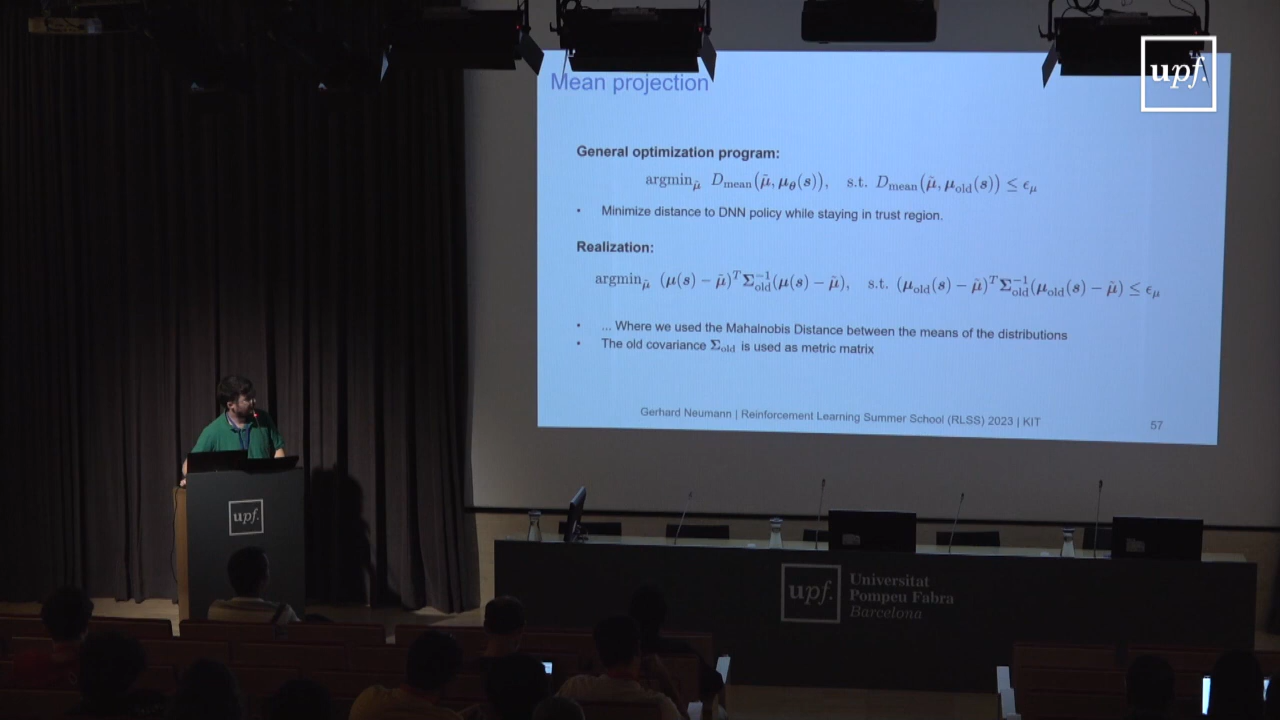 Mean projection
upf.
General optimization program:
argmin_μ̃ D_mean(μ̃, μ_θ(s)), s.t. D_mean(μ̃, μ_old(s)) ≤ ϵ_μ
• Minimize distance to DNN policy while staying in trust region.
Realization:
argmin_μ̃ (μ(s) − μ̃)^T Σ_old^−1 (μ(s) − μ̃), s.t. (μ_old(s) − μ̃)^T Σ_old^−1 (μ_old(s) − μ̃) ≤ ϵ_μ
• ... Where we used the Mahalnobis Distance between the means of the distributions
• The old covariance Σ_old is used as metric matrix
Gerhard Neumann | Reinforcement Learning Summer School (RLSS) 2023 | KIT
57
upf.
upf.
Universitat
Pompeu Fabra
Barcelona